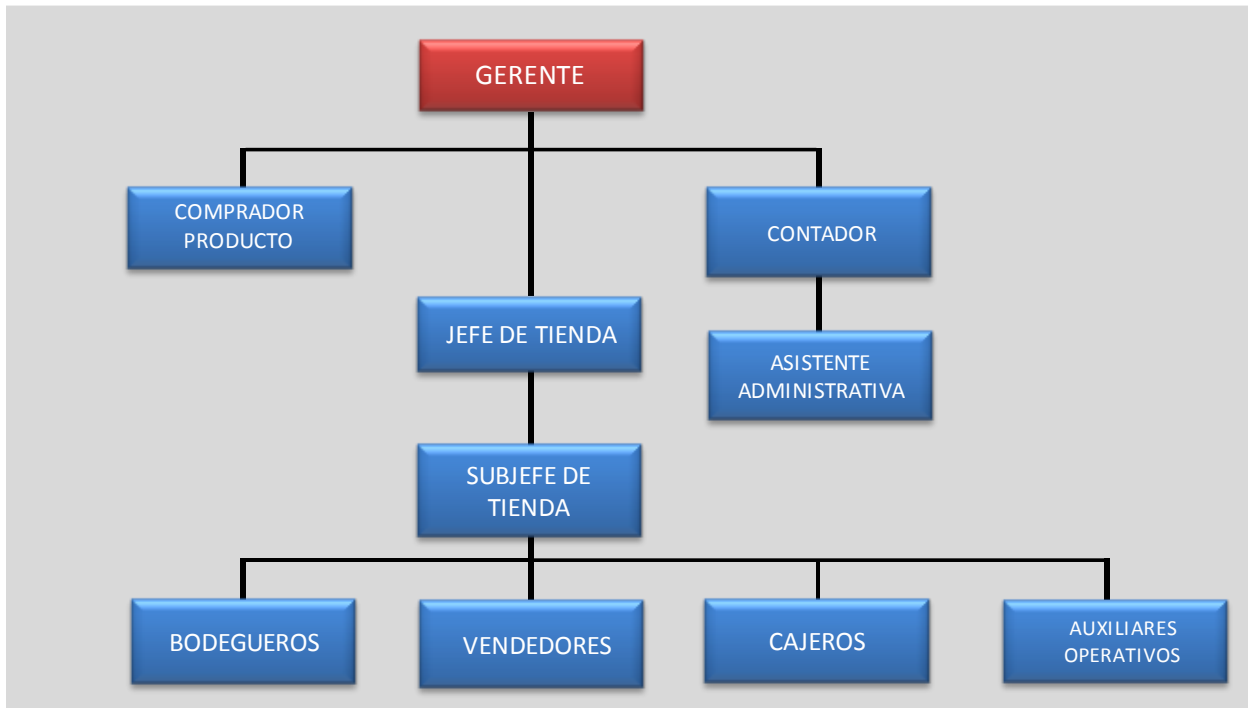 GERENTE
COMPRADOR
PRODUCTO
CONTADOR
JEFE DE TIENDA
ASISTENTE
ADMINISTRATIVA
SUBJEFE DE
TIENDA
BODEGUEROS
VENDEDORES
CAJEROS
AUXILIARES
OPERATIVOS